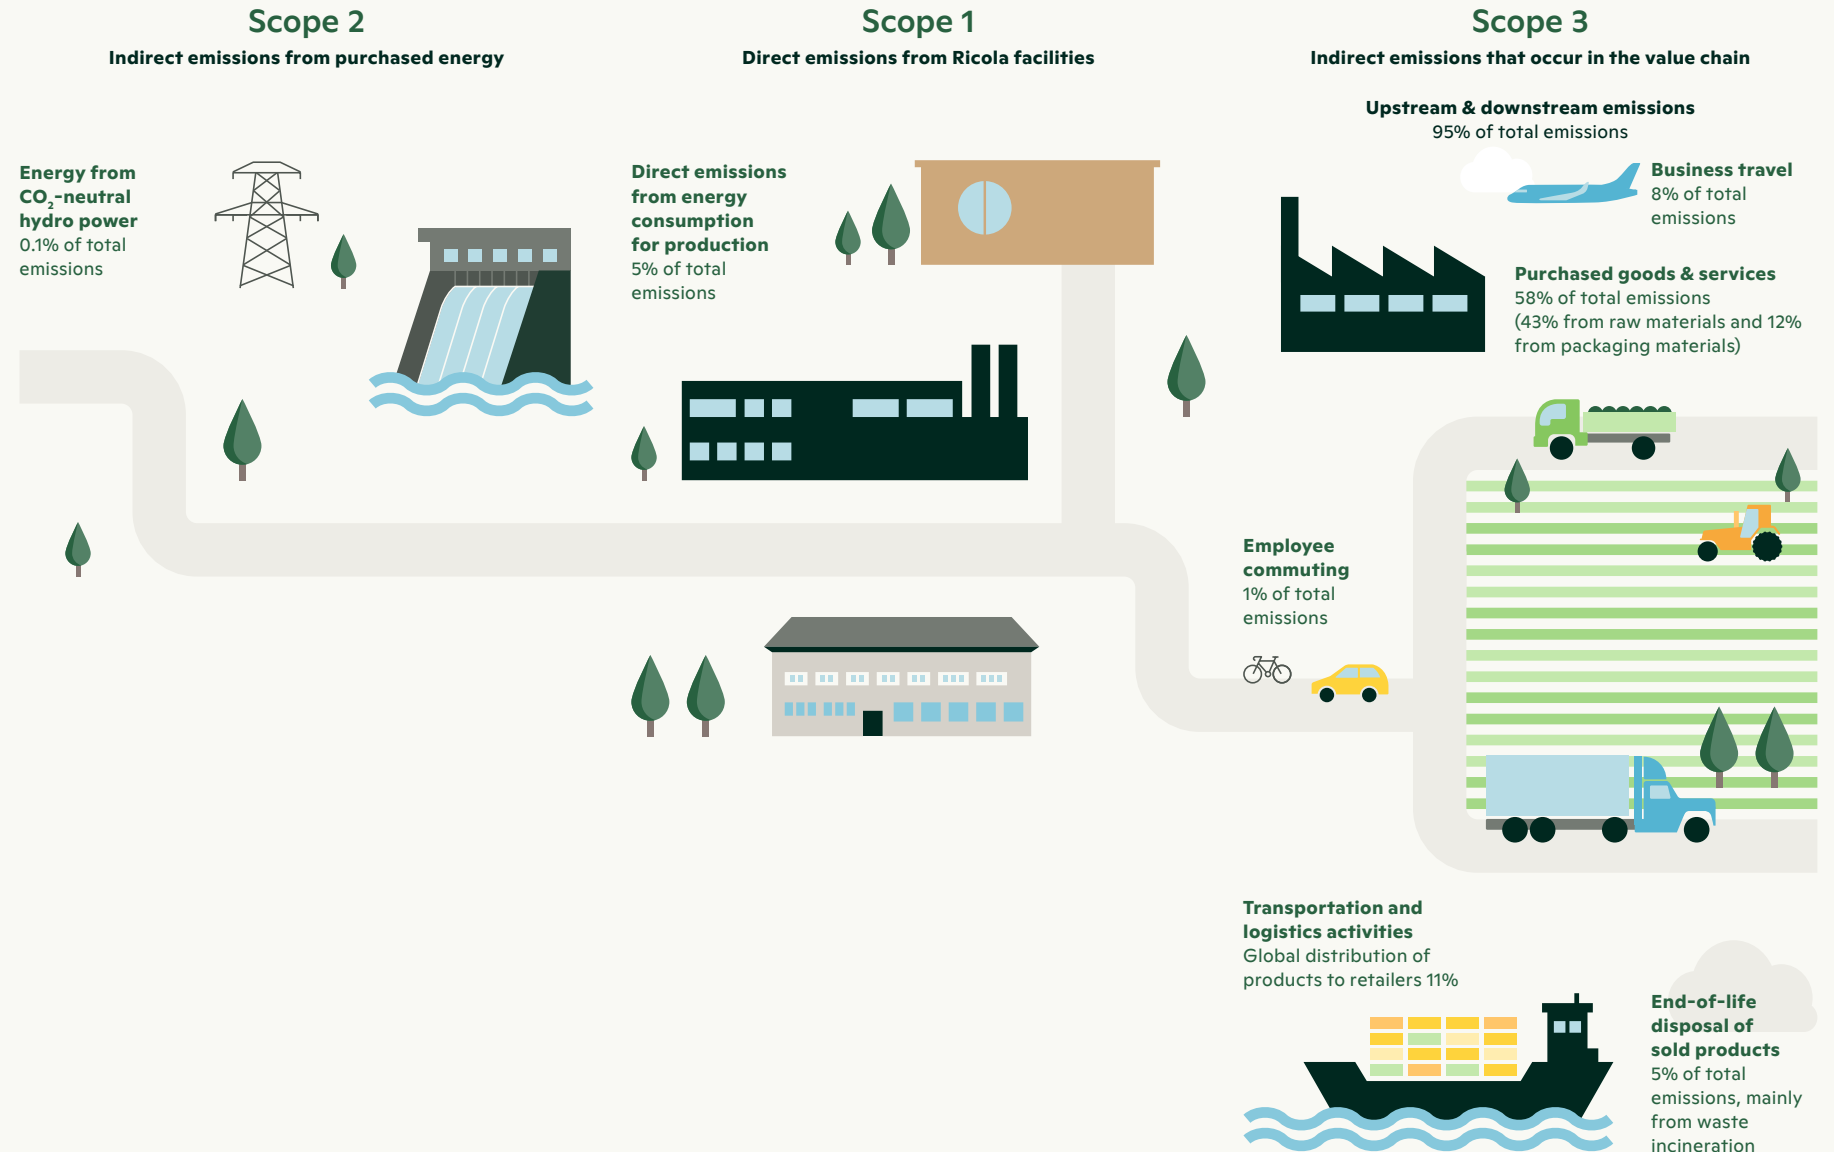 Scope 2
Indirect emissions from purchased energy
Energy from
CO₂-neutral
hydro power
0.1% of total
emissions
Scope 1
Direct emissions from Ricola facilities
Direct emissions
from energy
consumption
for production
5% of total
emissions
Scope 3
Indirect emissions that occur in the value chain
Upstream & downstream emissions
95% of total emissions
Business travel
8% of total
emissions
Purchased goods & services
58% of total emissions
(43% from raw materials and 12%
from packaging materials)
Employee
commuting
1% of total
emissions
Transportation and
logistics activities
Global distribution of
products to retailers 11%
End-of-life
disposal of
sold products
5% of total
emissions, mainly
from waste
incineration